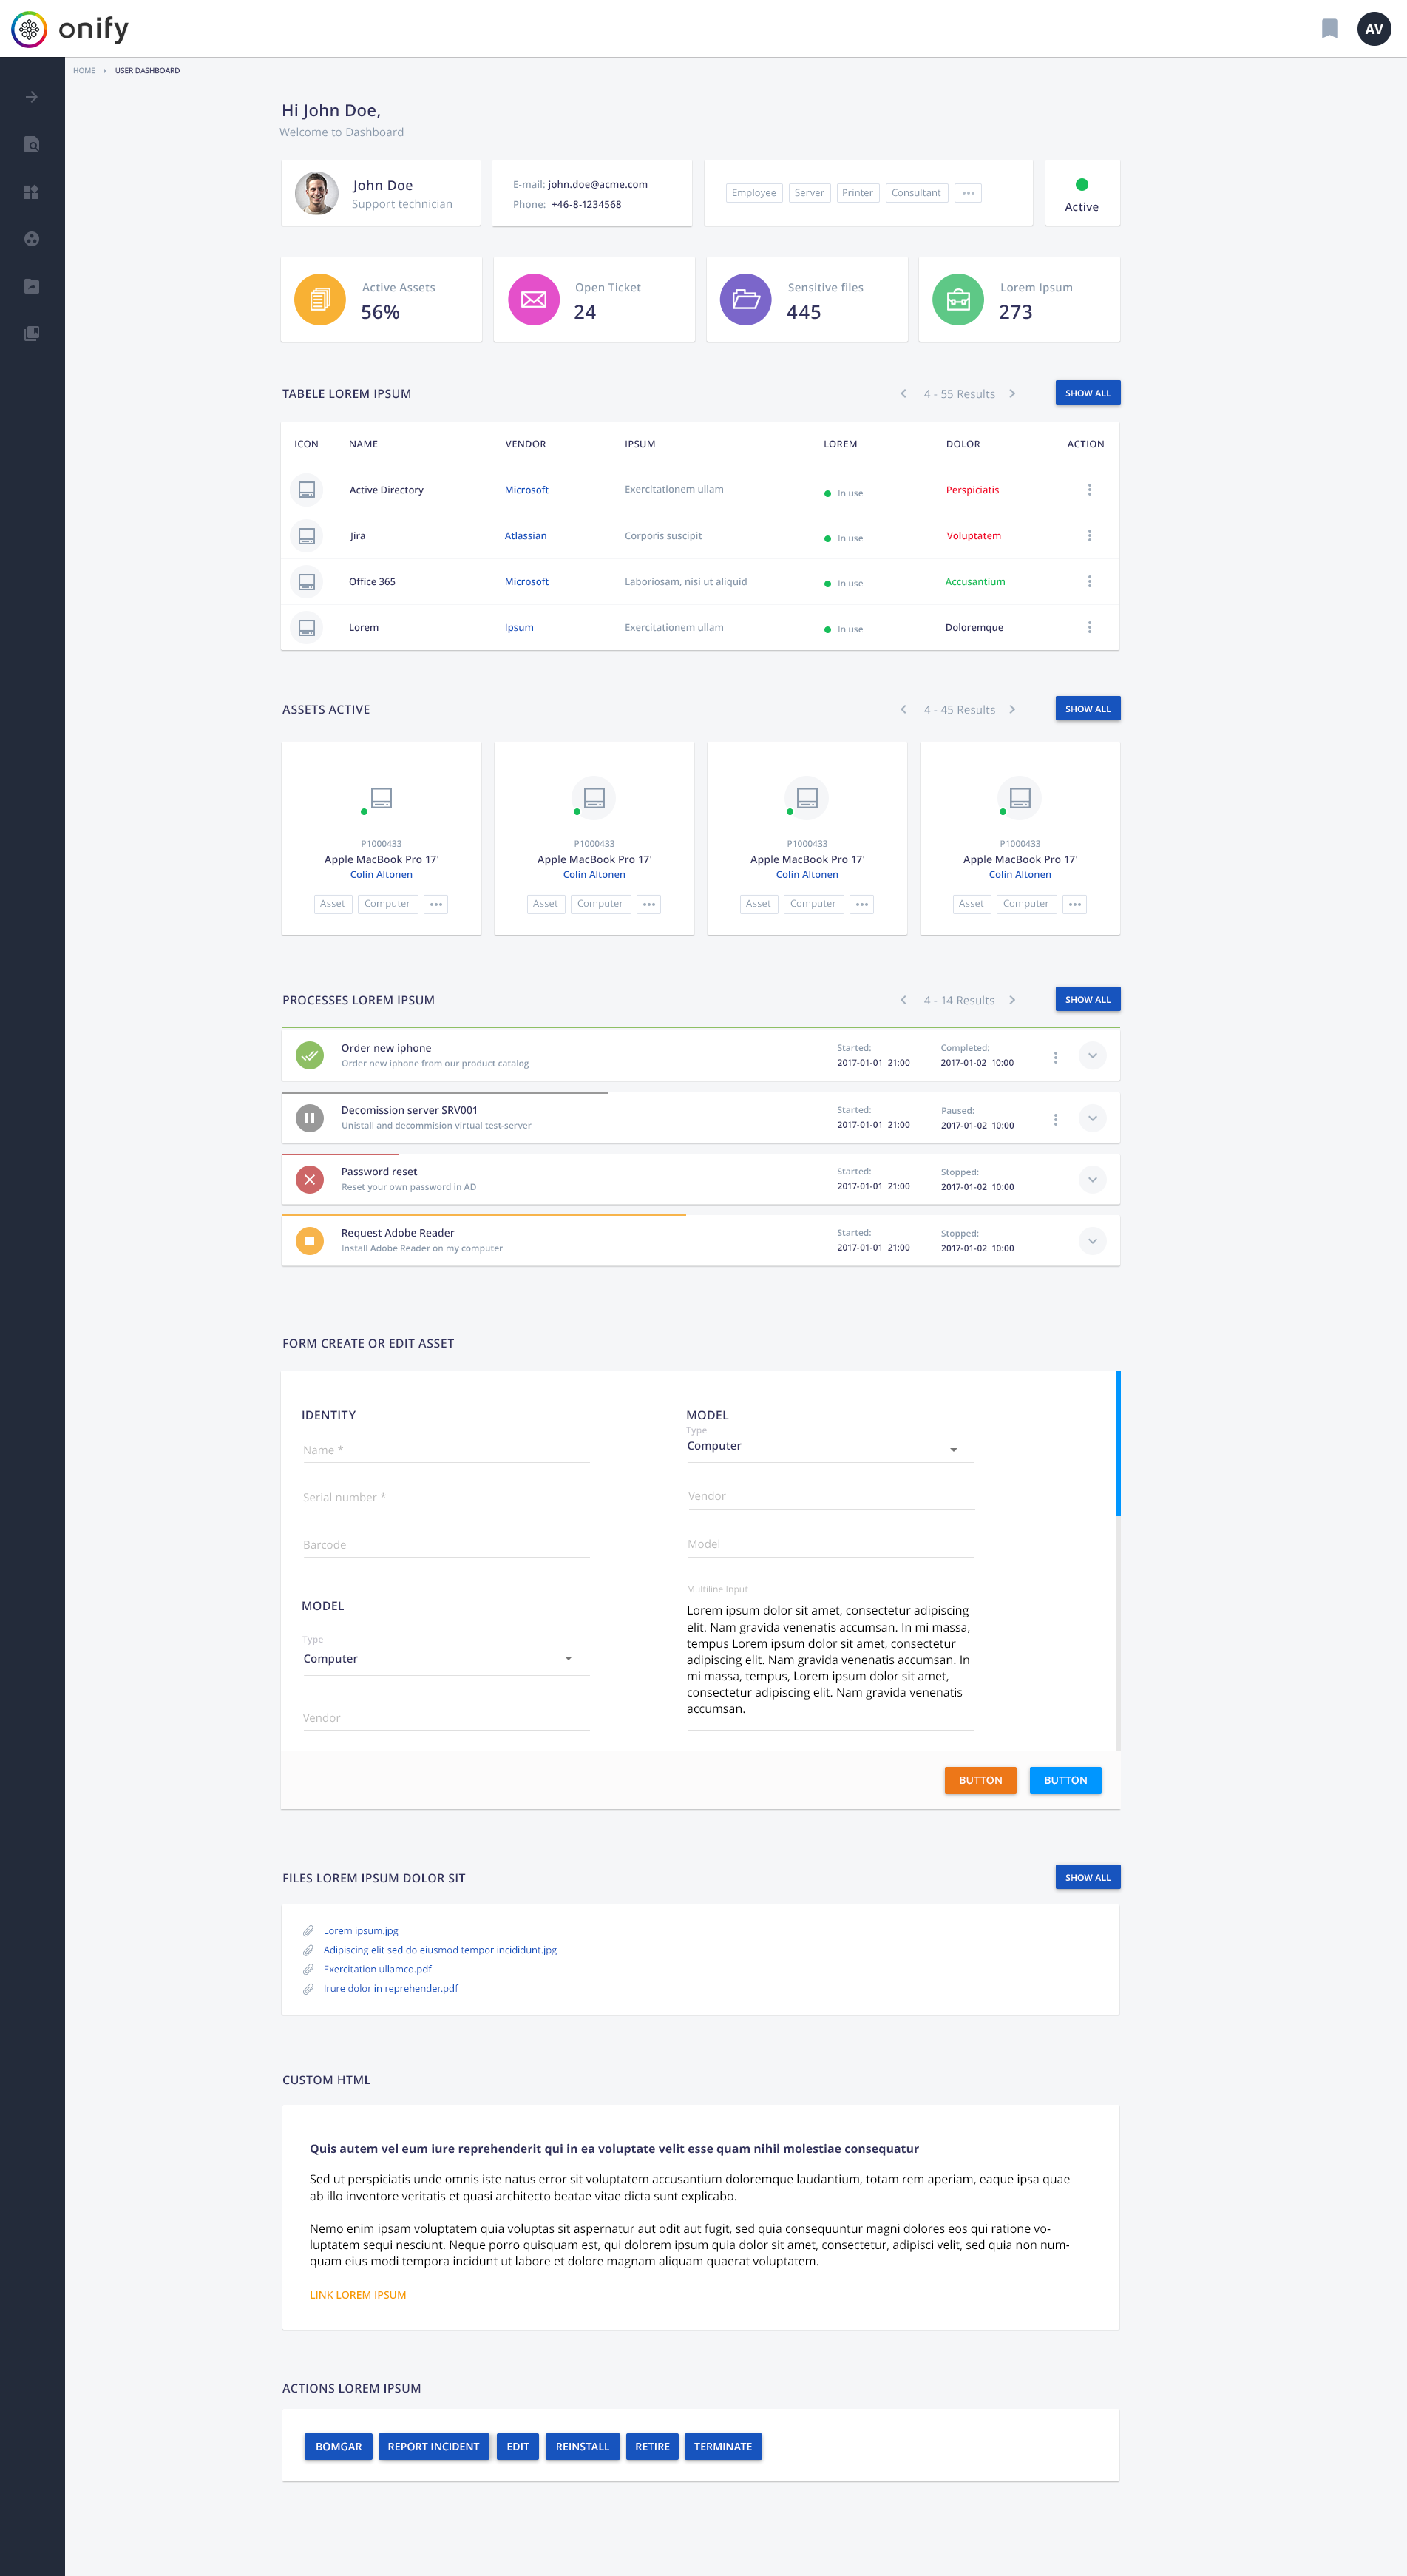 onify
AV
HOME
USER DASHBOARD
Hi John Doe,
Welcome to Dashboard
John Doe
Support technician
E-mail: john.doe@acme.com
Phone: +46-8-1234568
Employee Server Printer Consultant
Active
Active Assets
56%
Open Ticket
24
Sensitive files
445
Lorem Ipsum
273
TABELE LOREM IPSUM
4 - 55 Results
SHOW ALL
ICON NAME VENDOR IPSUM LOREM DOLOR ACTION
Active Directory Microsoft Exercitationem ullam In use Perspiciatis
Jira Atlassian Corporis suscipit In use Voluptatem
Office 365 Microsoft Laboriosam, nisi ut aliquid In use Accusantium
Lorem Ipsum Exercitationem ullam In use Doloremque
ASSETS ACTIVE
4 - 45 Results
SHOW ALL
P1000433
Apple MacBook Pro 17'
Colin Altonen
Asset Computer
P1000433
Apple MacBook Pro 17'
Colin Altonen
Asset Computer
P1000433
Apple MacBook Pro 17'
Colin Altonen
Asset Computer
P1000433
Apple MacBook Pro 17'
Colin Altonen
Asset Computer
PROCESSES LOREM IPSUM
4 - 14 Results
SHOW ALL
Order new iphone
Order new iphone from our product catalog
Started:
2017-01-01 21:00
Completed:
2017-01-02 10:00
Decomission server SRV001
Unistall and decommision virtual test-server
Started:
2017-01-01 21:00
Paused:
2017-01-02 10:00
Password reset
Reset your own password in AD
Started:
2017-01-01 21:00
Stopped:
2017-01-02 10:00
Request Adobe Reader
Install Adobe Reader on my computer
Started:
2017-01-01 21:00
Stopped:
2017-01-02 10:00
FORM CREATE OR EDIT ASSET
IDENTITY
Name *
Serial number *
Barcode
MODEL
Type
Computer
Vendor
MODEL
Type
Computer
Vendor
Model
Multiline Input
Lorem ipsum dolor sit amet, consectetur adipiscing
elit. Nam gravida venenatis accumsan. In mi massa,
tempus Lorem ipsum dolor sit amet, consectetur
adipiscing elit. Nam gravida venenatis accumsan. In
mi massa, tempus, Lorem ipsum dolor sit amet,
consectetur adipiscing elit. Nam gravida venenatis
accumsan.
BUTTON
BUTTON
FILES LOREM IPSUM DOLOR SIT
SHOW ALL
Lorem ipsum.jpg
Adipiscing elit sed do eiusmod tempor incididunt.jpg
Exercitation ullamco.pdf
Irure dolor in reprehender.pdf
CUSTOM HTML
Quis autem vel eum iure reprehenderit qui in ea voluptate velit esse quam nihil molestiae consequatur
Sed ut perspiciatis unde omnis iste natus error sit voluptatem accusantium doloremque laudantium, totam rem aperiam, eaque ipsa quae
ab illo inventore veritatis et quasi architecto beatae vitae dicta sunt explicabo.
Nemo enim ipsam voluptatem quia voluptas sit aspernatur aut odit aut fugit, sed quia consequuntur magni dolores eos qui ratione vo-
luptatem sequi nesciunt. Neque porro quisquam est, qui dolorem ipsum quia dolor sit amet, consectetur, adipisci velit, sed quia non num-
quam eius modi tempora incidunt ut labore et dolore magnam aliquam quaerat voluptatem.
LINK LOREM IPSUM
ACTIONS LOREM IPSUM
BOMGAR
REPORT INCIDENT
EDIT
REINSTALL
RETIRE
TERMINATE